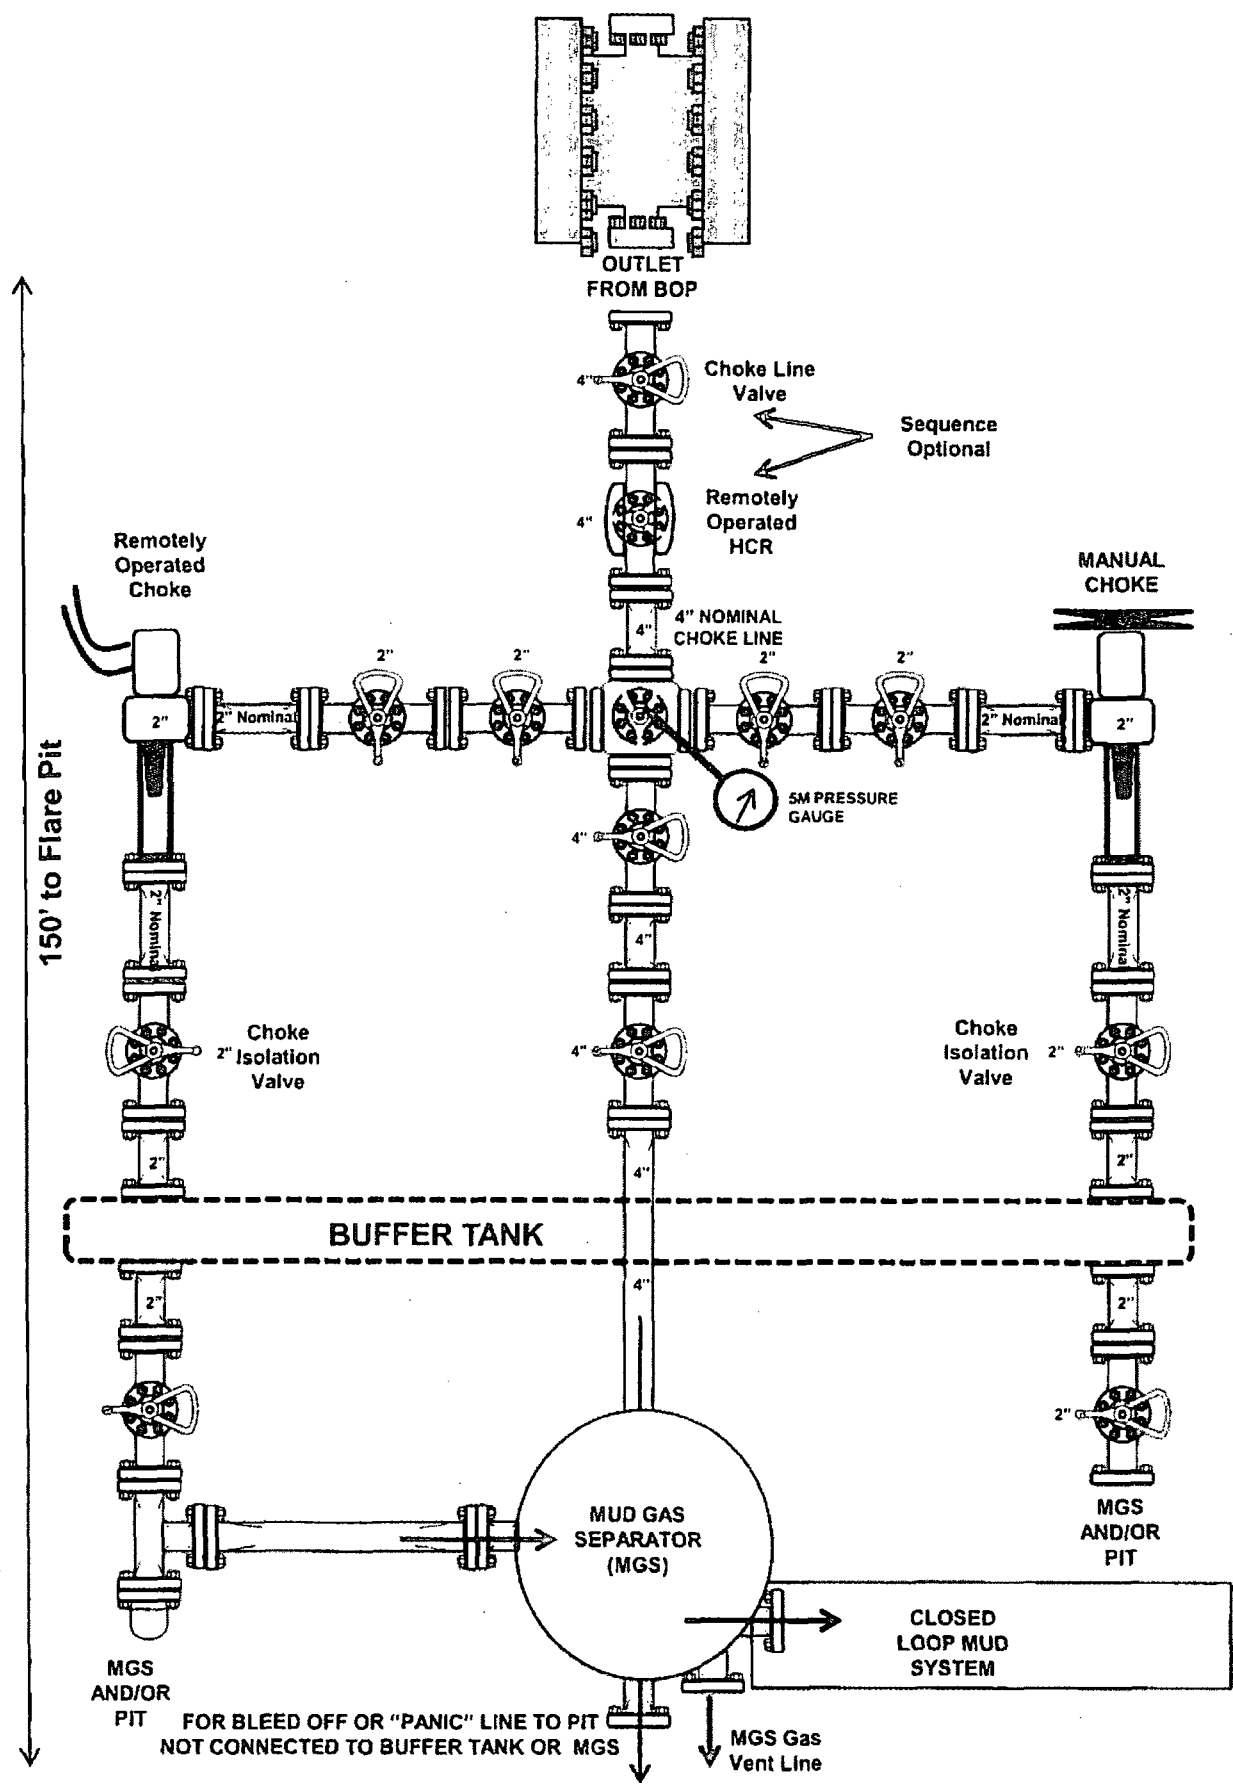 OUTLET
FROM BOP
4"
Choke Line
Valve
Sequence
Optional
4"
Remotely
Operated
HCR
Remotely
Operated
Choke
MANUAL
CHOKE
4"
4" NOMINAL
CHOKE LINE
2"
2"
2"
2"
2"
2" Nominal
2" Nominal
2"
5M PRESSURE
GAUGE
150' to Flare Pit
4"
2" Nominal
4"
2" Nominal
2"
Choke
Isolation
Valve
4"
Choke
Isolation
Valve
2"
2"
4"
2"
BUFFER TANK
4"
2"
2"
2"
MUD GAS
SEPARATOR
(MGS)
MGS
AND/OR
PIT
CLOSED
LOOP MUD
SYSTEM
MGS
AND/OR
PIT
FOR BLEED OFF OR "PANIC" LINE TO PIT
NOT CONNECTED TO BUFFER TANK OR MGS
MGS Gas
Vent Line